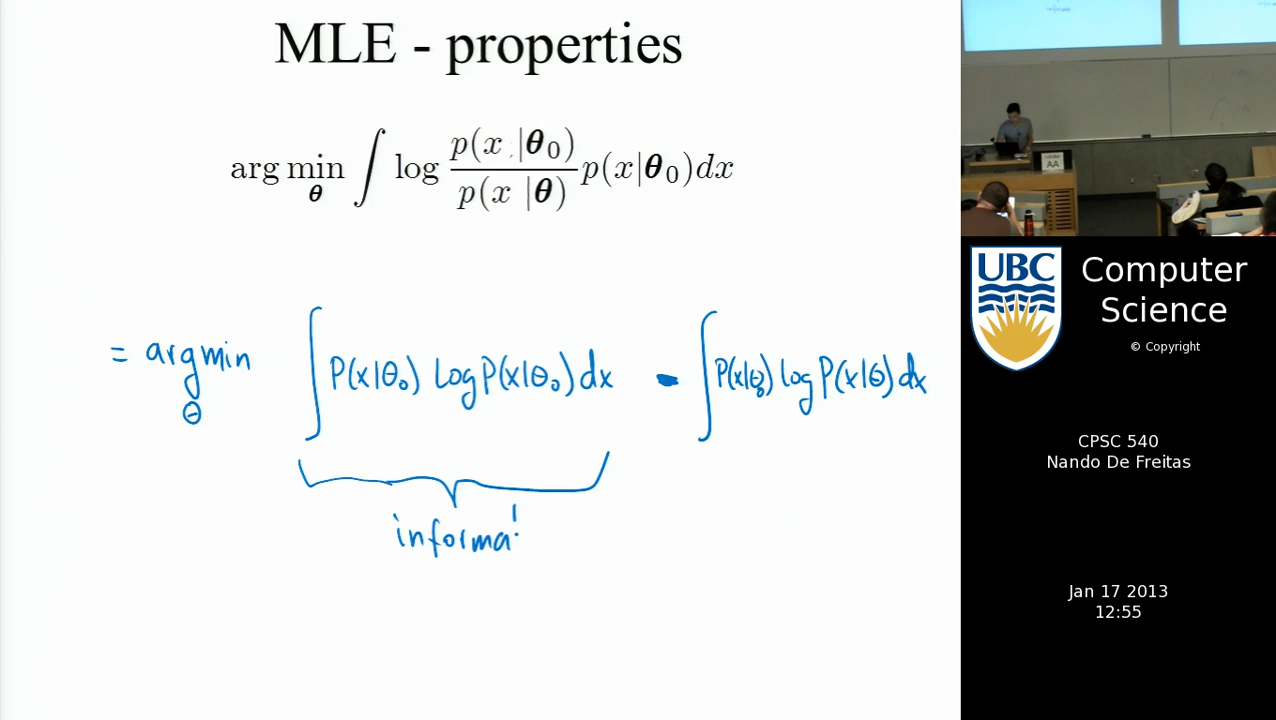 MLE - properties
arg min_θ ∫ log p(x |θ₀) / p(x |θ) p(x|θ₀)dx
= argmin_θ ∫ P(x|θ₀) log P(x|θ₀) dx - ∫ P(x|θ₀) log P(x|θ) dx
informa
AA
UBC
Computer
Science
© Copyright
CPSC 540
Nando De Freitas
Jan 17 2013
12:55